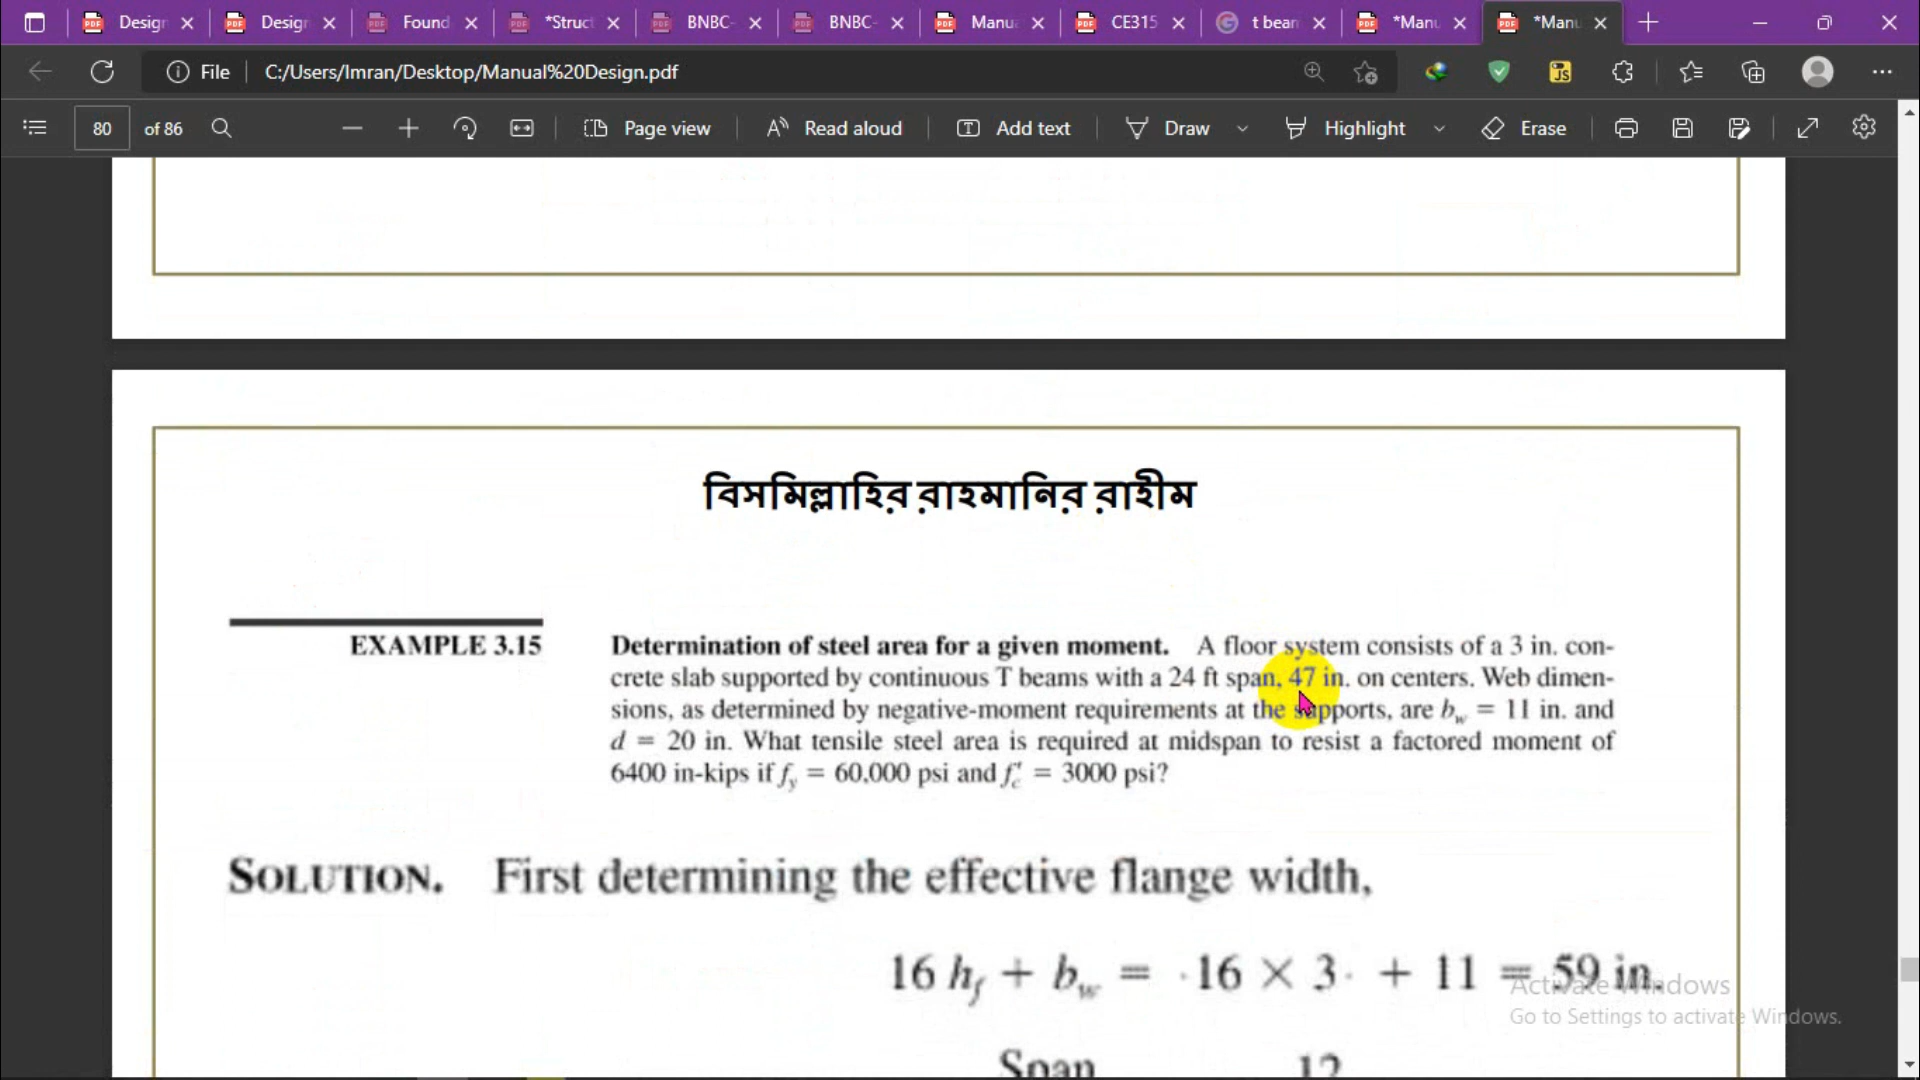 Design
Design
Found
*Struct
BNBC-
BNBC-
Manu
CE315
t bean
*Manu
*Manu
File
C:/Users/Imran/Desktop/Manual%20Design.pdf
80 of 86
Page view
Read aloud
Add text
Draw
Highlight
Erase
বিসমিল্লাহির রাহমানির রাহীম
EXAMPLE 3.15
Determination of steel area for a given moment. A floor system consists of a 3 in. con-
crete slab supported by continuous T beams with a 24 ft span, 47 in. on centers. Web dimen-
sions, as determined by negative-moment requirements at the supports, are b_w = 11 in. and
d = 20 in. What tensile steel area is required at midspan to resist a factored moment of
6400 in-kips if f_y = 60,000 psi and f'_c = 3000 psi?
SOLUTION. First determining the effective flange width,
16 h_f + b_w = 16 × 3 + 11 = 59 in.
Activate Windows
Go to Settings to activate Windows.
Span 12